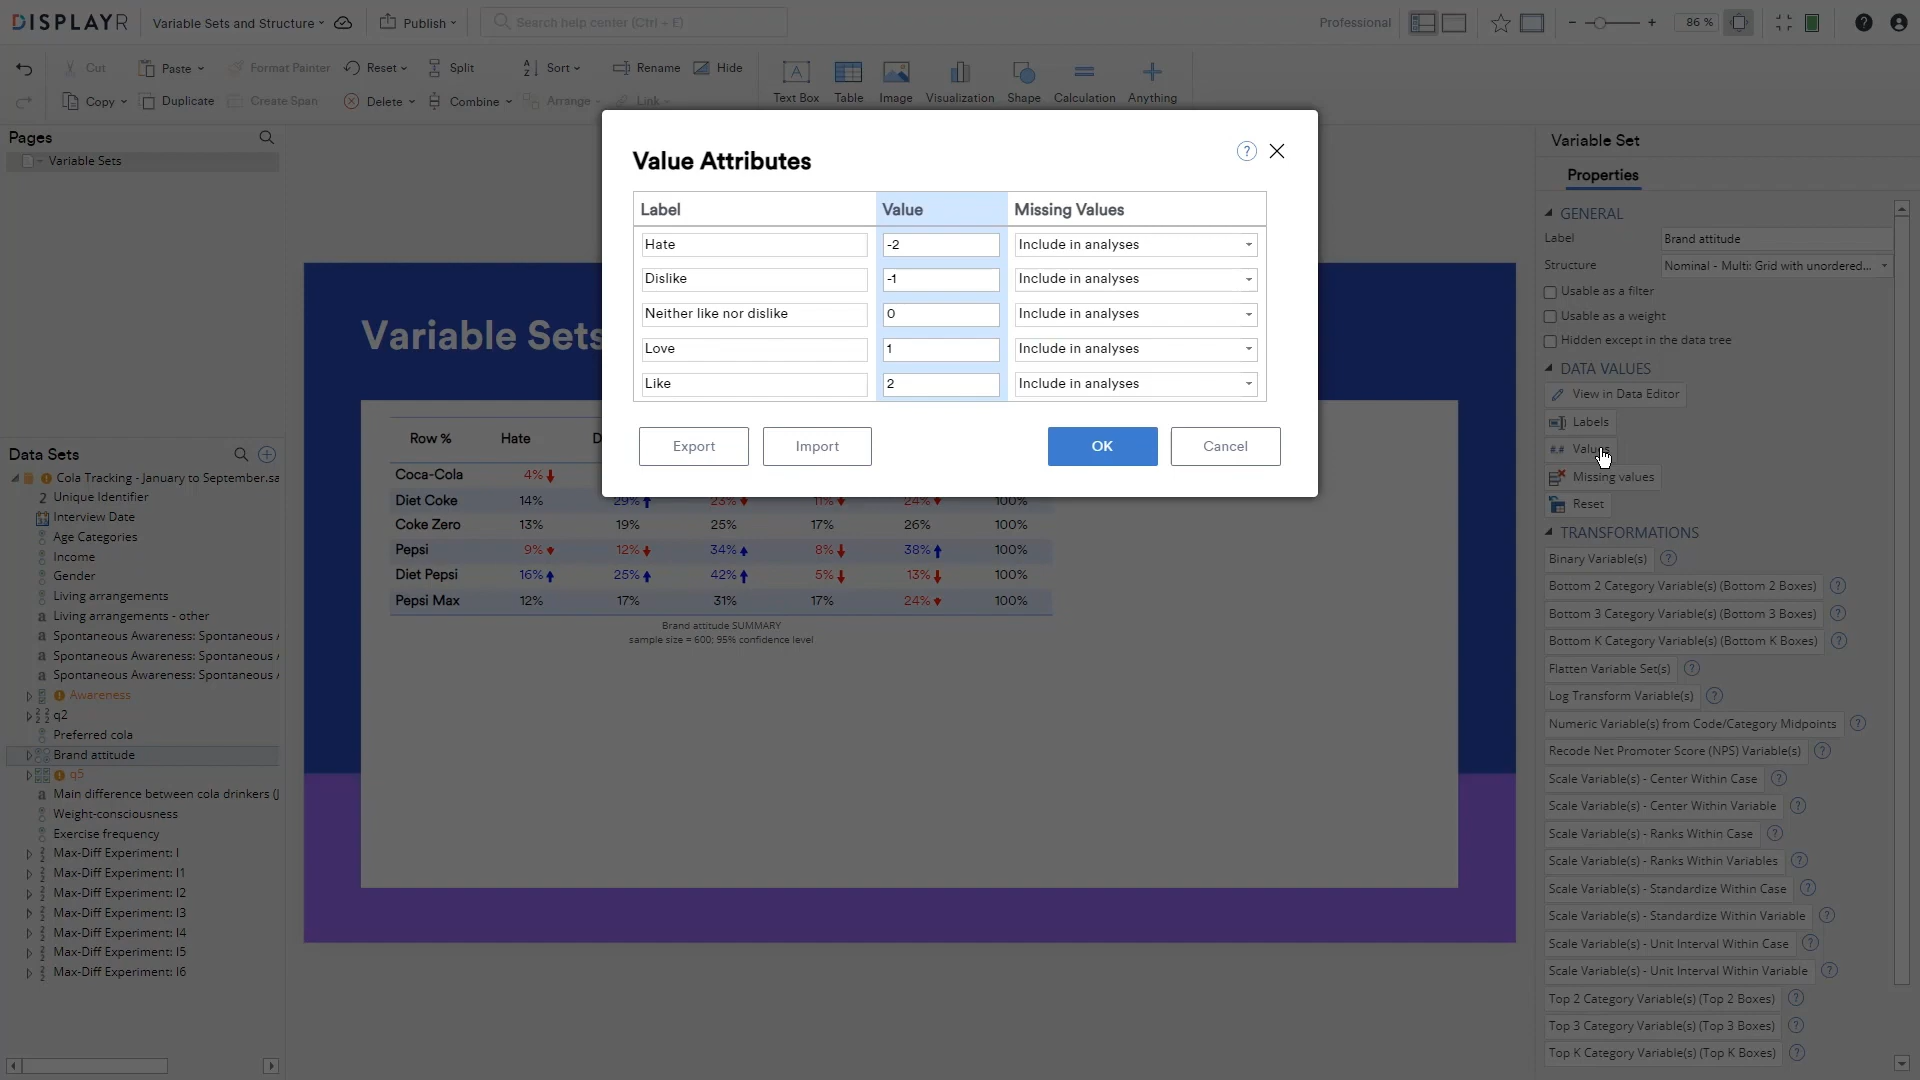 DISPLAYR Variable Sets and Structure Publish Search help center (Ctrl + E) Professional 86 %
Cut Paste Format Painter Reset Split Sort Rename Hide
Copy Duplicate Create Span Delete Combine Arrange Link
Text Box Table Image Visualization Shape Calculation Anything
Pages
Variable Sets
Data Sets
Cola Tracking - January to September.sa
Unique Identifier
Interview Date
Age Categories
Income
Gender
Living arrangements
Living arrangements - other
Spontaneous Awareness: Spontaneous
Spontaneous Awareness: Spontaneous
Spontaneous Awareness: Spontaneous
Awareness
q2
Preferred cola
Brand attitude
q5
Main difference between cola drinkers (
Weight-consciousness
Exercise frequency
Max-Diff Experiment: I
Max-Diff Experiment: I1
Max-Diff Experiment: I2
Max-Diff Experiment: I3
Max-Diff Experiment: I4
Max-Diff Experiment: I5
Max-Diff Experiment: I6
Variable Sets
Row % Hate D
Coca-Cola 4%
Diet Coke 14% 29% 23% 11% 24% 100%
Coke Zero 13% 19% 25% 17% 26% 100%
Pepsi 9% 12% 34% 8% 38% 100%
Diet Pepsi 16% 25% 42% 5% 13% 100%
Pepsi Max 12% 17% 31% 17% 24% 100%
Brand attitude SUMMARY
sample size = 600; 95% confidence level
Value Attributes
Label Value Missing Values
Hate -2 Include in analyses
Dislike -1 Include in analyses
Neither like nor dislike 0 Include in analyses
Love 1 Include in analyses
Like 2 Include in analyses
Export Import OK Cancel
Variable Set
Properties
GENERAL
Label Brand attitude
Structure Nominal - Multi: Grid with unordered...
Usable as a filter
Usable as a weight
Hidden except in the data tree
DATA VALUES
View in Data Editor
Labels
Values
Missing values
Reset
TRANSFORMATIONS
Binary Variable(s)
Bottom 2 Category Variable(s) (Bottom 2 Boxes)
Bottom 3 Category Variable(s) (Bottom 3 Boxes)
Bottom K Category Variable(s) (Bottom K Boxes)
Flatten Variable Set(s)
Log Transform Variable(s)
Numeric Variable(s) from Code/Category Midpoints
Recode Net Promoter Score (NPS) Variable(s)
Scale Variable(s) - Center Within Case
Scale Variable(s) - Center Within Variable
Scale Variable(s) - Ranks Within Case
Scale Variable(s) - Ranks Within Variables
Scale Variable(s) - Standardize Within Case
Scale Variable(s) - Standardize Within Variable
Scale Variable(s) - Unit Interval Within Case
Scale Variable(s) - Unit Interval Within Variable
Top 2 Category Variable(s) (Top 2 Boxes)
Top 3 Category Variable(s) (Top 3 Boxes)
Top K Category Variable(s) (Top K Boxes)